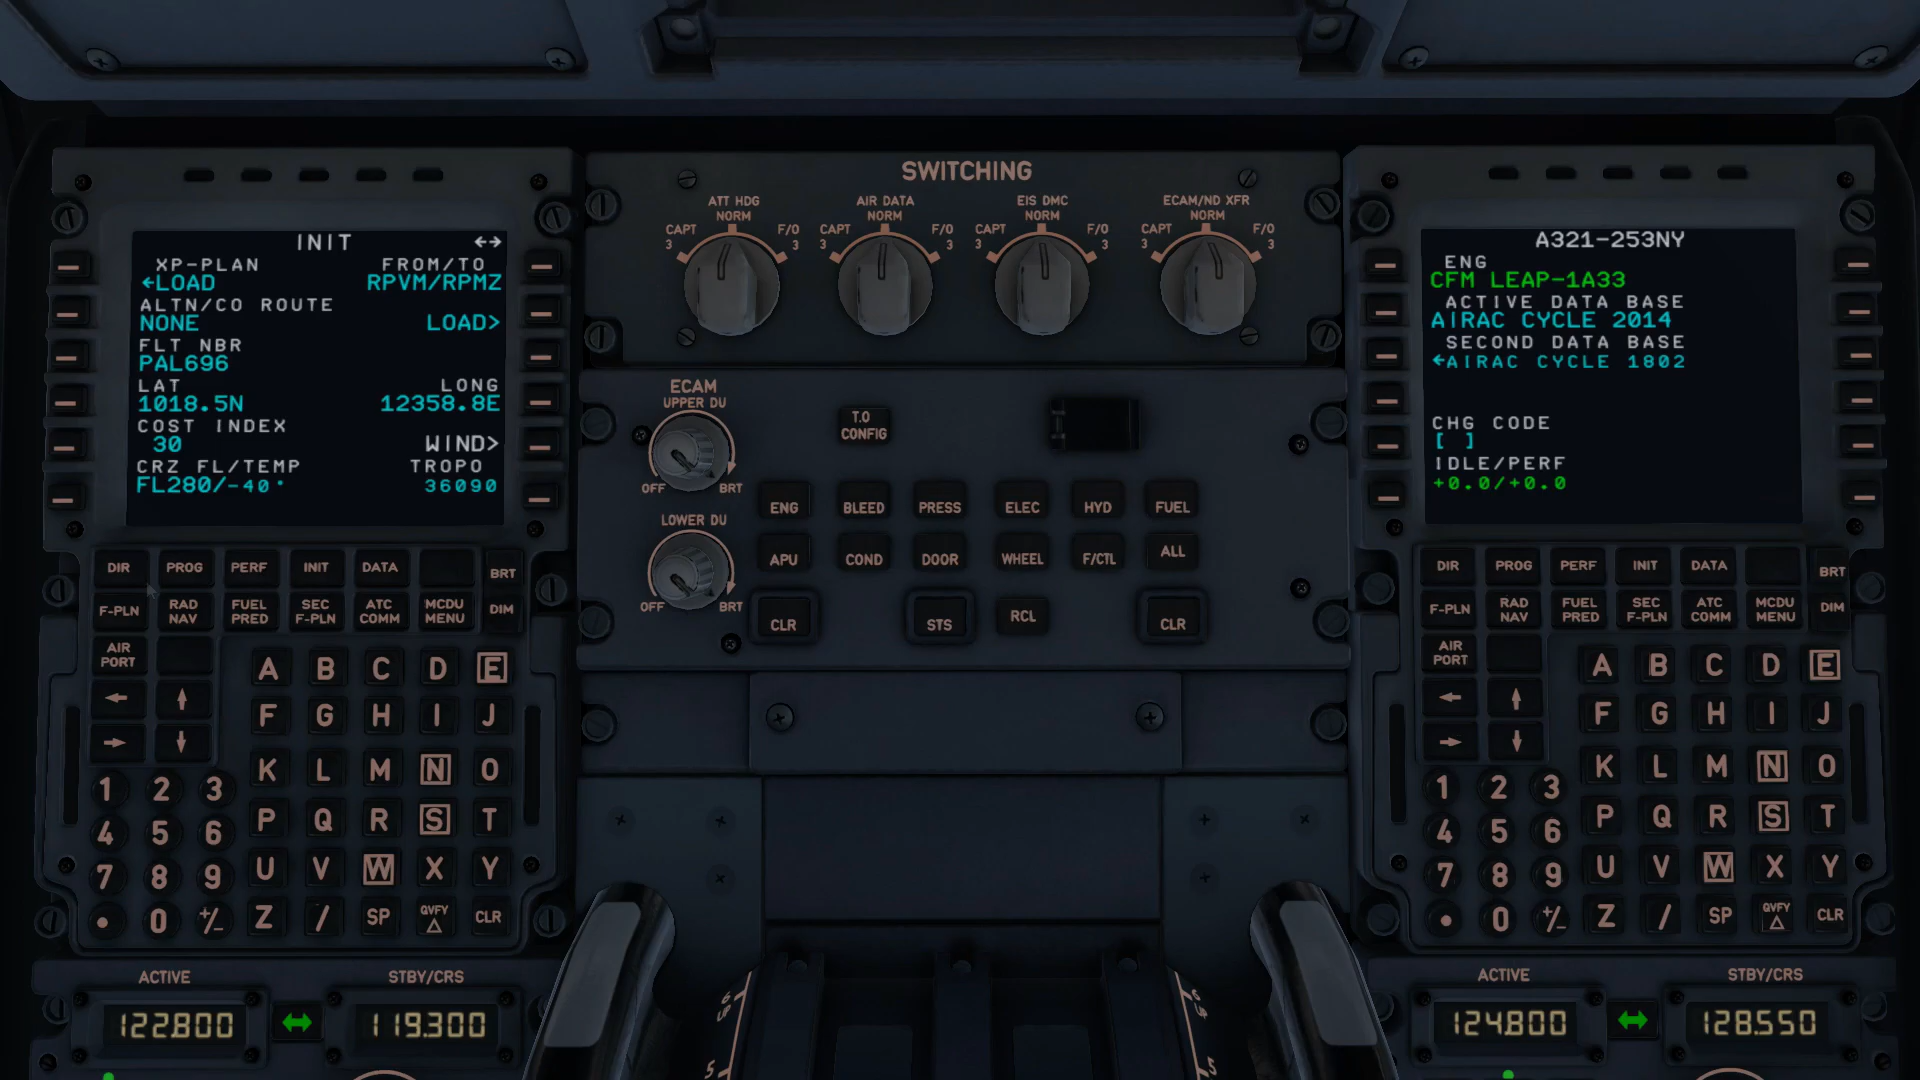 INIT ↔
XP-PLAN FROM/TO
←LOAD RPVM/RPMZ
ALTN/CO ROUTE
NONE LOAD>
FLT NBR
PAL696
LAT LONG
1018.5N 12358.8E
COST INDEX
30 WIND>
CRZ FL/TEMP TROPO
FL280/-40° 36090
DIR PROG PERF INIT DATA BRT
F-PLN RAD NAV FUEL PRED SEC F-PLN ATC COMM MCDU MENU DIM
AIR PORT
← ↑
→ ↓
A B C D E
F G H I J
K L M N O
P Q R S T
U V W X Y
Z / SP OVFY △ CLR
1 2 3
4 5 6
7 8 9
. 0 +/-
ACTIVE STBY/CRS
122.800 119.300
SWITCHING
ATT HDG AIR DATA EIS DMC ECAM/ND XFR
NORM NORM NORM NORM
CAPT F/O CAPT F/O CAPT F/O CAPT F/O
3 3 3 3 3 3 3 3
ECAM
UPPER DU
OFF BRT
T.O CONFIG
LOWER DU
OFF BRT
ENG BLEED PRESS ELEC HYD FUEL
APU COND DOOR WHEEL F/CTL ALL
CLR STS RCL CLR
6 UP
5
6 UP
5
A321-253NY
ENG
CFM LEAP-1A33
ACTIVE DATA BASE
AIRAC CYCLE 2014
SECOND DATA BASE
←AIRAC CYCLE 1802
CHG CODE
[ ]
IDLE/PERF
+0.0/+0.0
DIR PROG PERF INIT DATA BRT
F-PLN RAD NAV FUEL PRED SEC F-PLN ATC COMM MCDU MENU DIM
AIR PORT
← ↑
→ ↓
A B C D E
F G H I J
K L M N O
P Q R S T
U V W X Y
Z / SP OVFY △ CLR
1 2 3
4 5 6
7 8 9
. 0 +/-
ACTIVE STBY/CRS
124.800 128.550